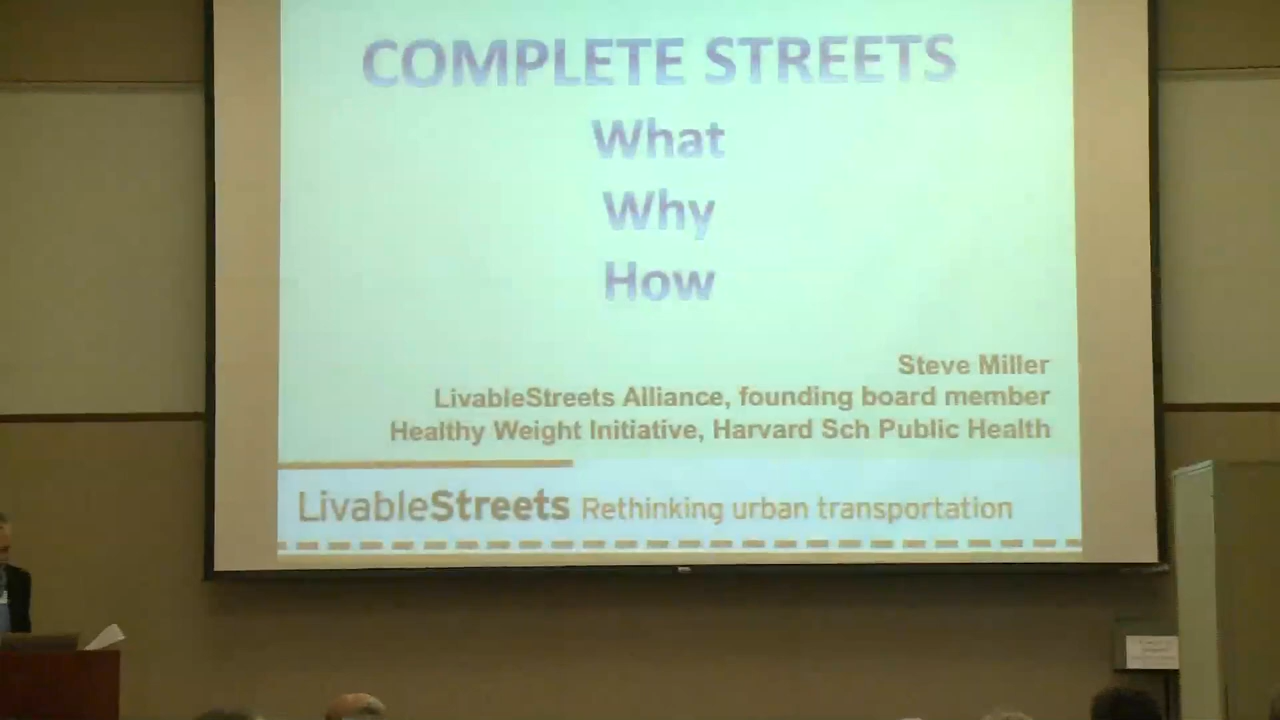 COMPLETE STREETS
What
Why
How
Steve Miller
LivableStreets Alliance, founding board member
Healthy Weight Initiative, Harvard Sch Public Health
LivableStreets Rethinking urban transportation